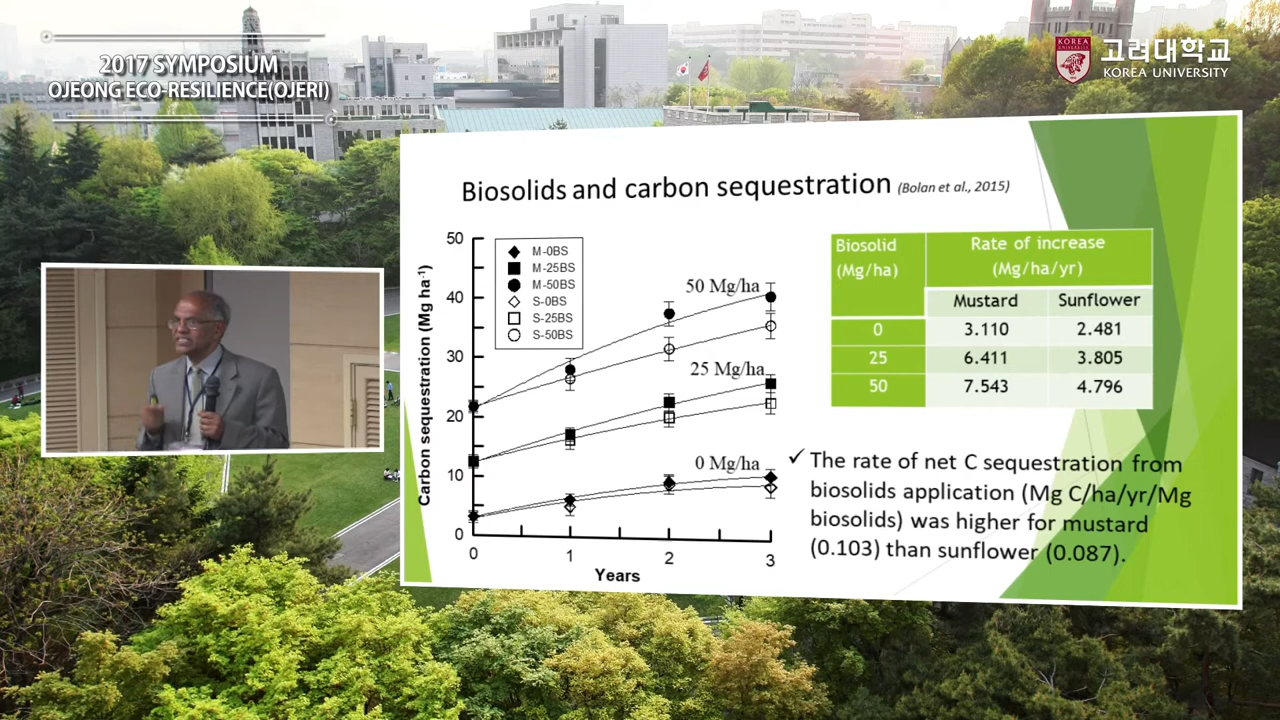 2017 SYMPOSIUM
OJEONG ECO-RESILIENCE(OJERI)
KOREA
UNIVERSITY
고려대학교
KOREA UNIVERSITY
Biosolids and carbon sequestration (Bolan et al., 2015)
Carbon sequestration (Mg ha-1)
50
40
30
20
10
0
M-0BS
M-25BS
M-50BS
S-0BS
S-25BS
S-50BS
50 Mg/ha
25 Mg/ha
0 Mg/ha
0 1 2 3
Years
Biosolid
(Mg/ha)
Rate of increase
(Mg/ha/yr)
Mustard Sunflower
0 3.110 2.481
25 6.411 3.805
50 7.543 4.796
✓ The rate of net C sequestration from
biosolids application (Mg C/ha/yr/Mg
biosolids) was higher for mustard
(0.103) than sunflower (0.087).